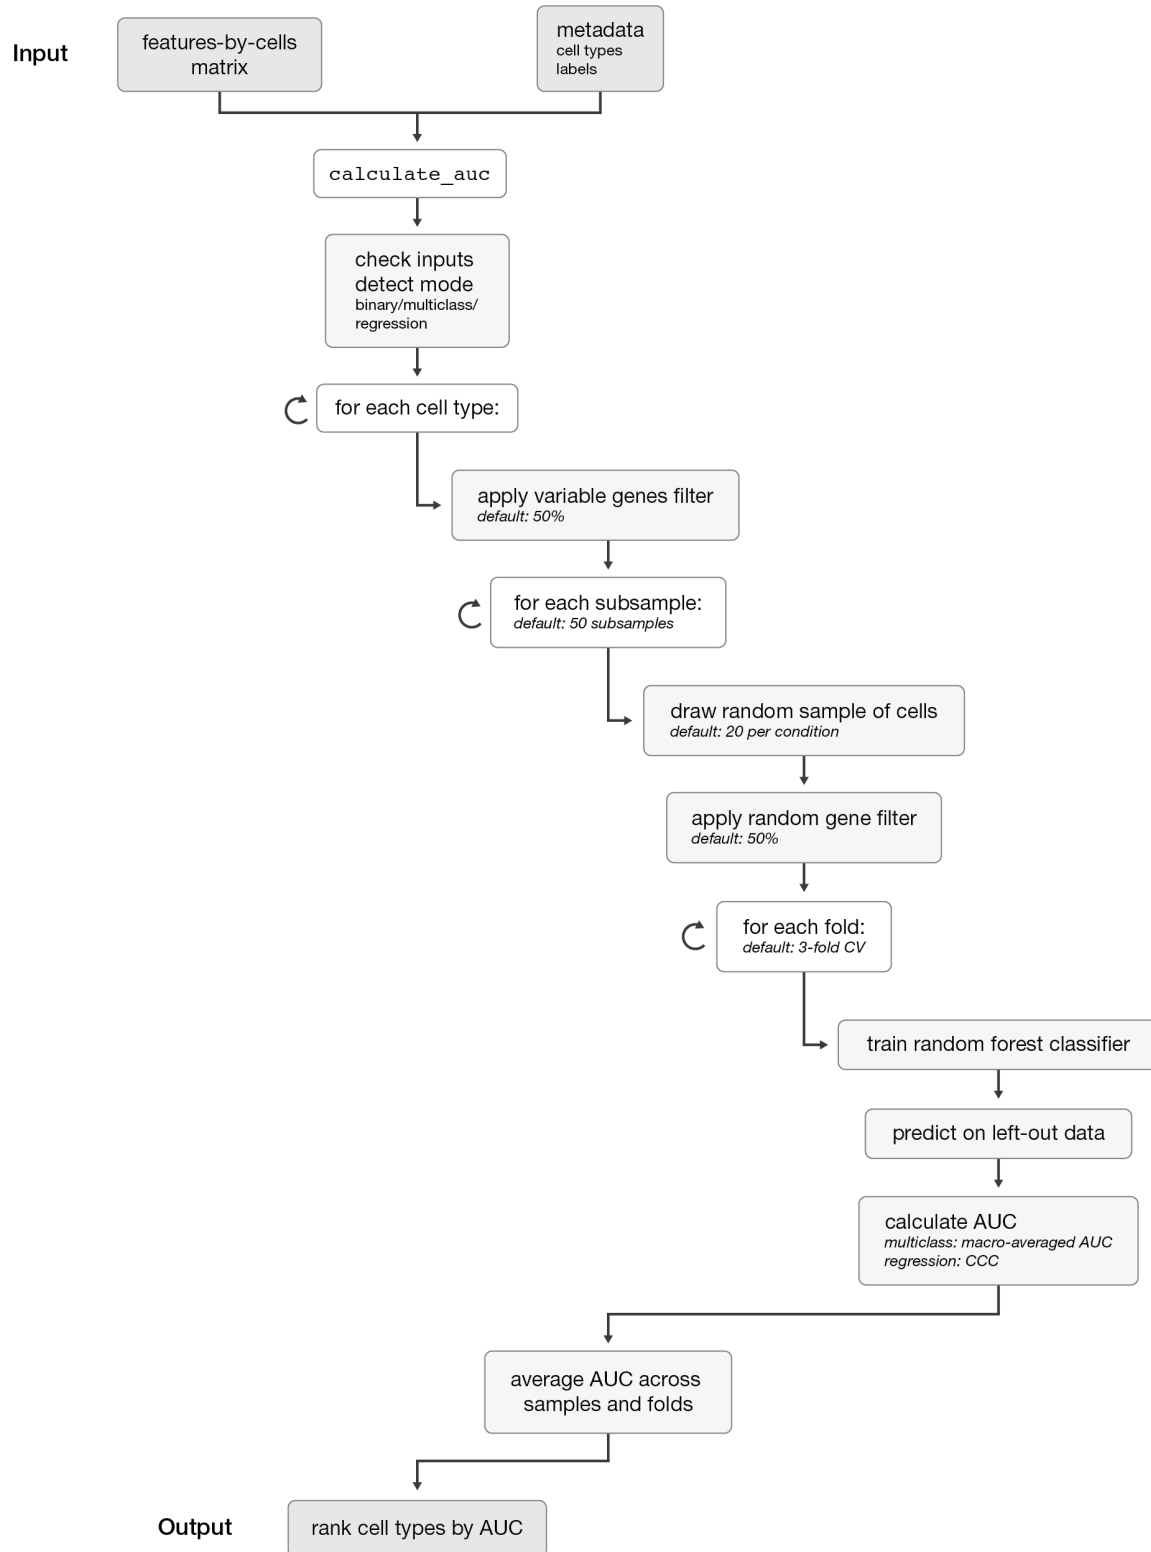 Input
features-by-cells
matrix
metadata
cell types
labels
calculate_auc
check inputs
detect mode
binary/multiclass/
regression
for each cell type:
apply variable genes filter
default: 50%
for each subsample:
default: 50 subsamples
draw random sample of cells
default: 20 per condition
apply random gene filter
default: 50%
for each fold:
default: 3-fold CV
train random forest classifier
predict on left-out data
calculate AUC
multiclass: macro-averaged AUC
regression: CCC
average AUC across
samples and folds
Output
rank cell types by AUC